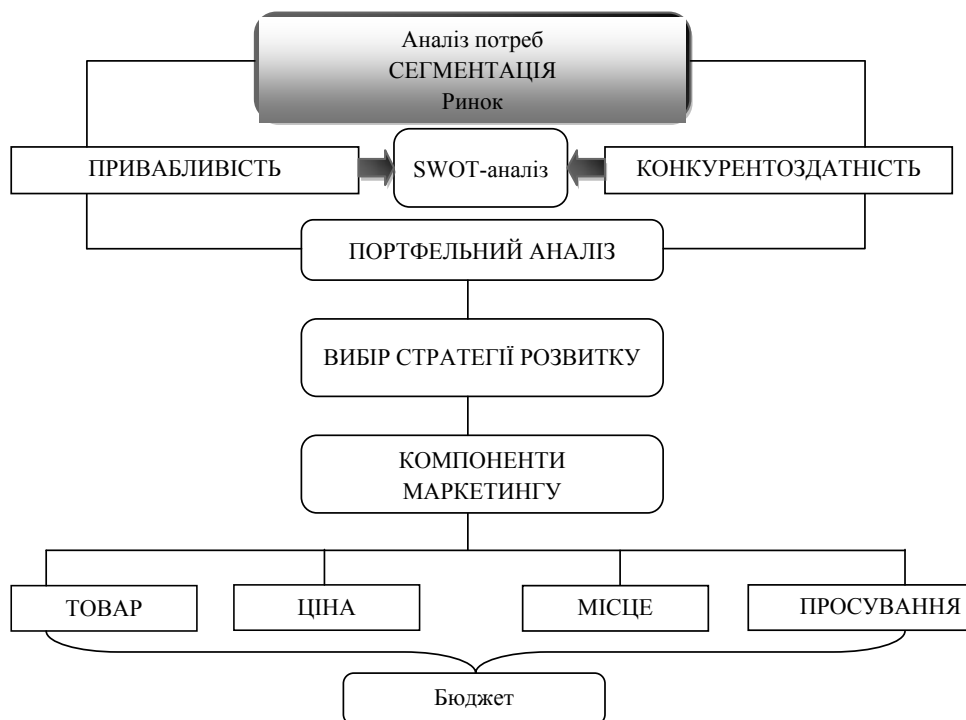 Аналіз потреб
СЕГМЕНТАЦІЯ
Ринок
ПРИВАБЛИВІСТЬ
SWOT-аналіз
КОНКУРЕНТОЗДАТНІСТЬ
ПОРТФЕЛЬНИЙ АНАЛІЗ
ВИБІР СТРАТЕГІЇ РОЗВИТКУ
КОМПОНЕНТИ
МАРКЕТИНГУ
ТОВАР
ЦІНА
МІСЦЕ
ПРОСУВАННЯ
Бюджет